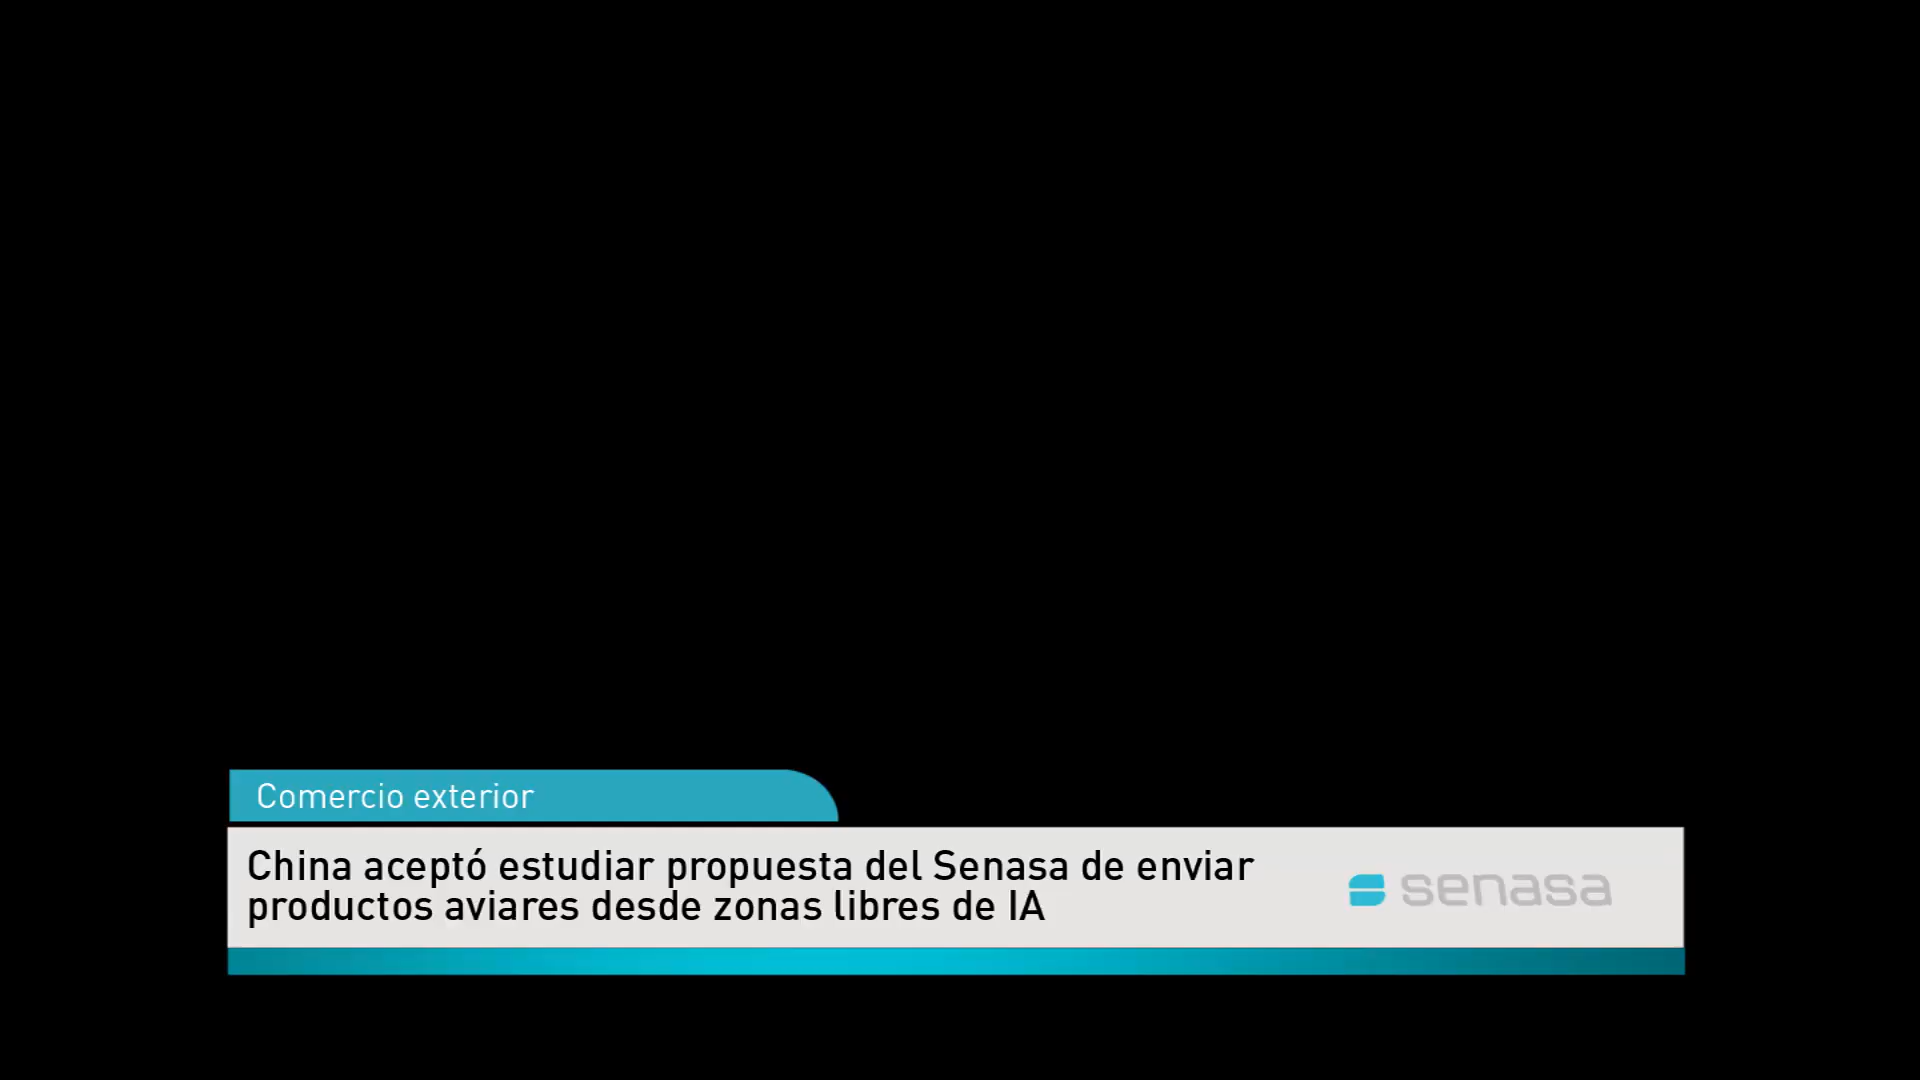 Comercio exterior
China aceptó estudiar propuesta del Senasa de enviar
productos aviares desde zonas libres de IA
senasa